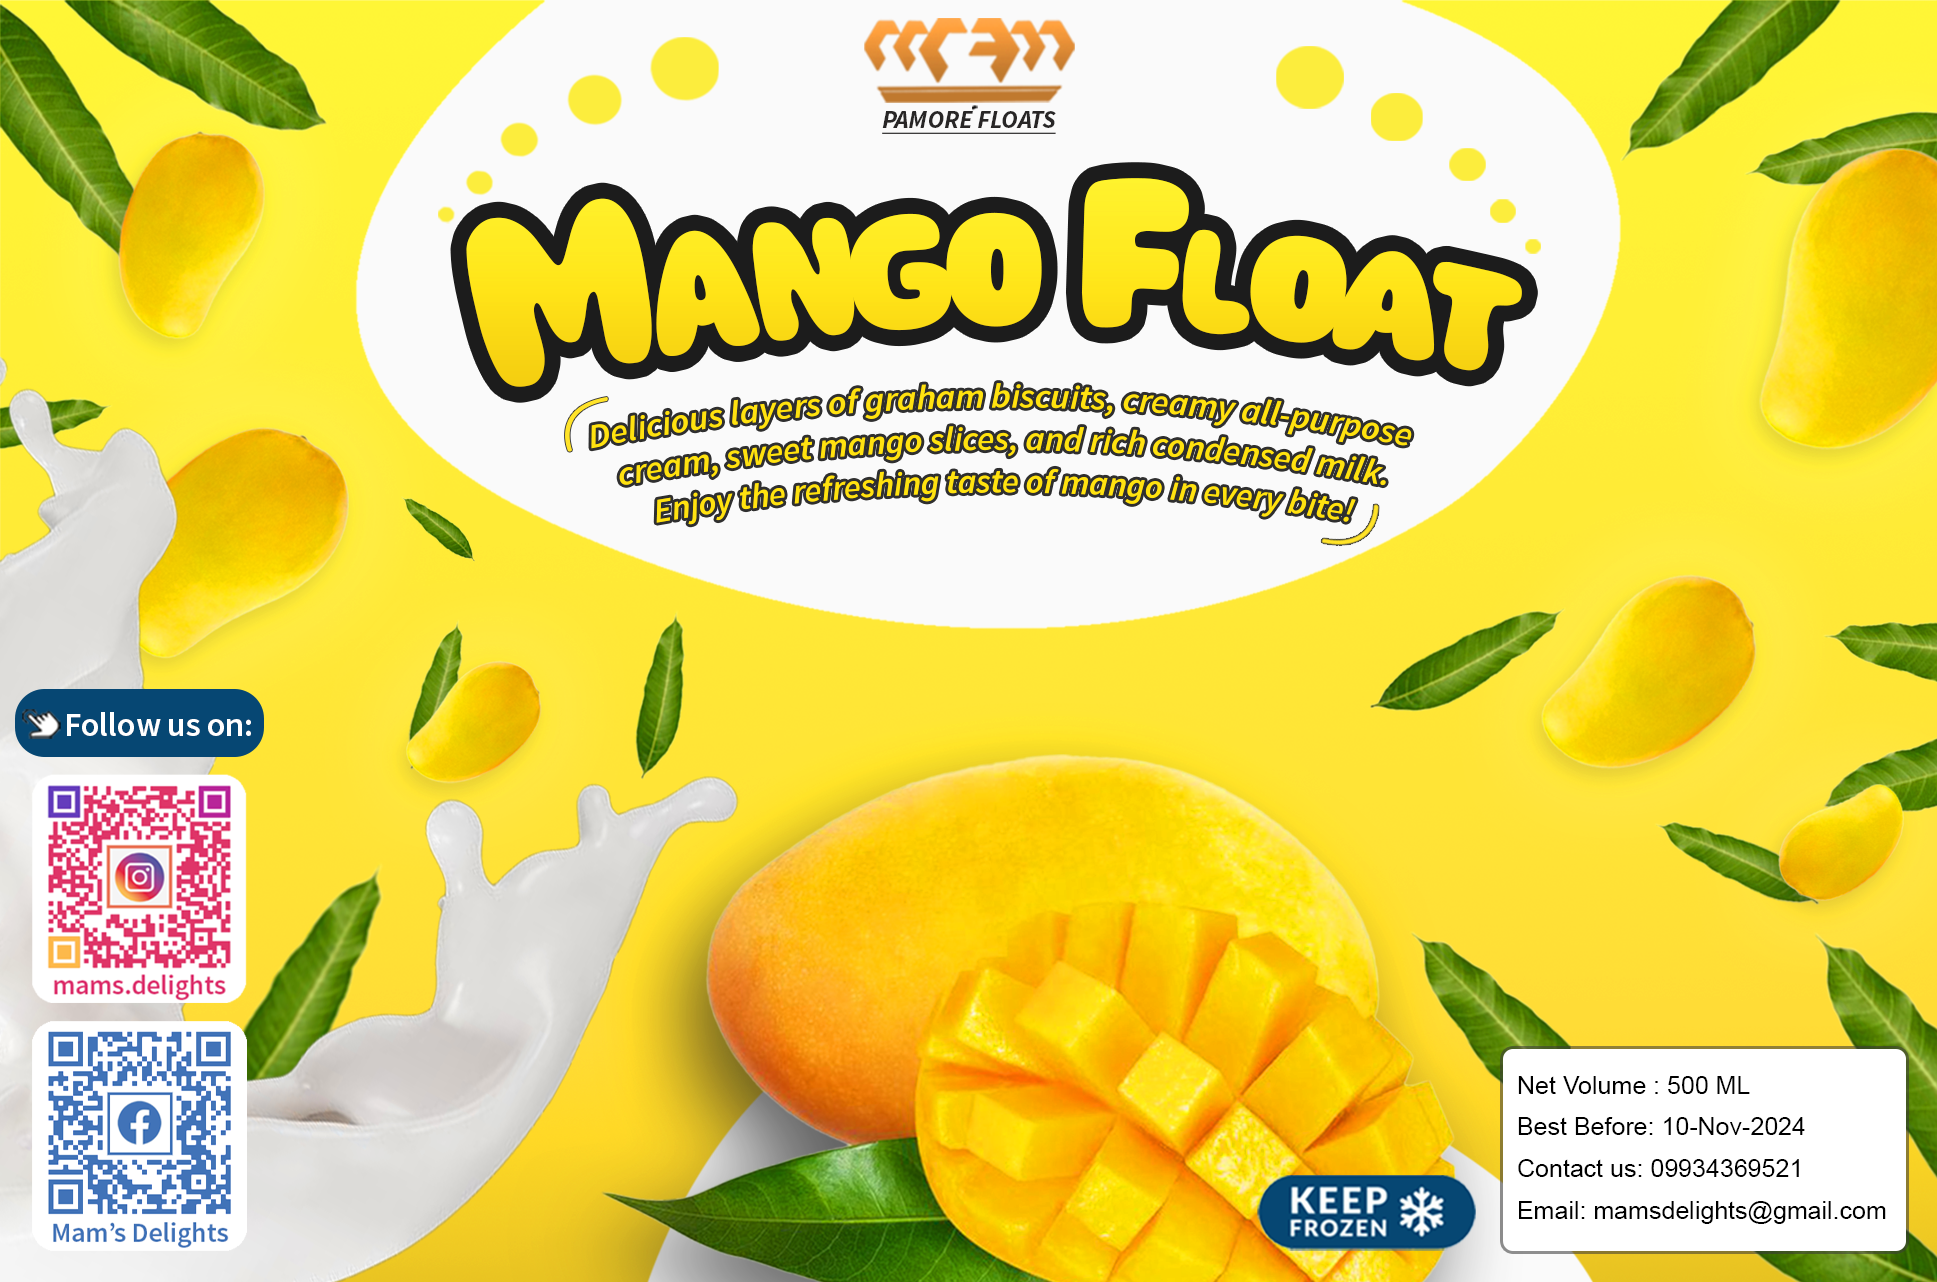 PAMORÉ FLOATS
MANGO FLOAT
Delicious layers of graham biscuits, creamy all-purpose
cream, sweet mango slices, and rich condensed milk.
Enjoy the refreshing taste of mango in every bite!
Follow us on:
mams.delights
Mam's Delights
KEEP
FROZEN
Net Volume : 500 ML
Best Before: 10-Nov-2024
Contact us: 09934369521
Email: mamsdelights@gmail.com